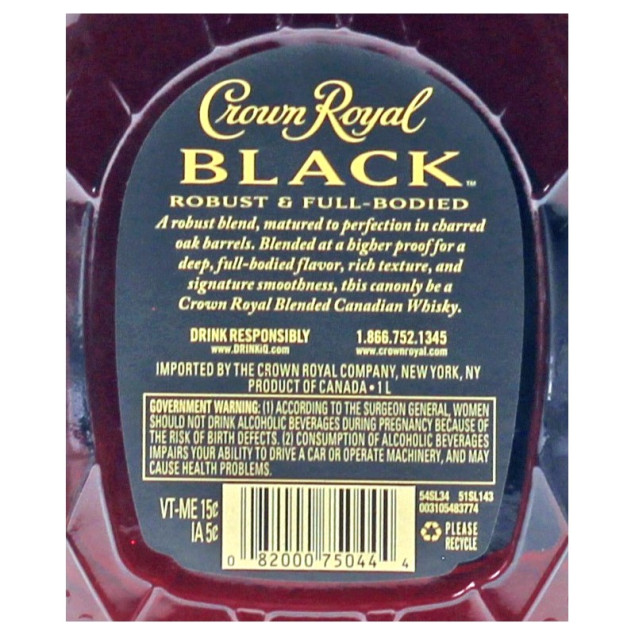 Crown Royal
BLACK™
ROBUST & FULL-BODIED
A robust blend, matured to perfection in charred
oak barrels. Blended at a higher proof for a
deep, full-bodied flavor, rich texture, and
signature smoothness, this canonly be a
Crown Royal Blended Canadian Whisky.
DRINK RESPONSIBLY 1.866.752.1345
www.DRINKiQ.com www.crownroyal.com
IMPORTED BY THE CROWN ROYAL COMPANY, NEW YORK, NY
PRODUCT OF CANADA • 1 L
GOVERNMENT WARNING: (1) ACCORDING TO THE SURGEON GENERAL, WOMEN
SHOULD NOT DRINK ALCOHOLIC BEVERAGES DURING PREGNANCY BECAUSE OF
THE RISK OF BIRTH DEFECTS. (2) CONSUMPTION OF ALCOHOLIC BEVERAGES
IMPAIRS YOUR ABILITY TO DRIVE A CAR OR OPERATE MACHINERY, AND MAY
CAUSE HEALTH PROBLEMS.
VT-ME 15¢
IA 5¢
0 82000 75044 4
54SL34 51SL143
003105483774
PLEASE
RECYCLE